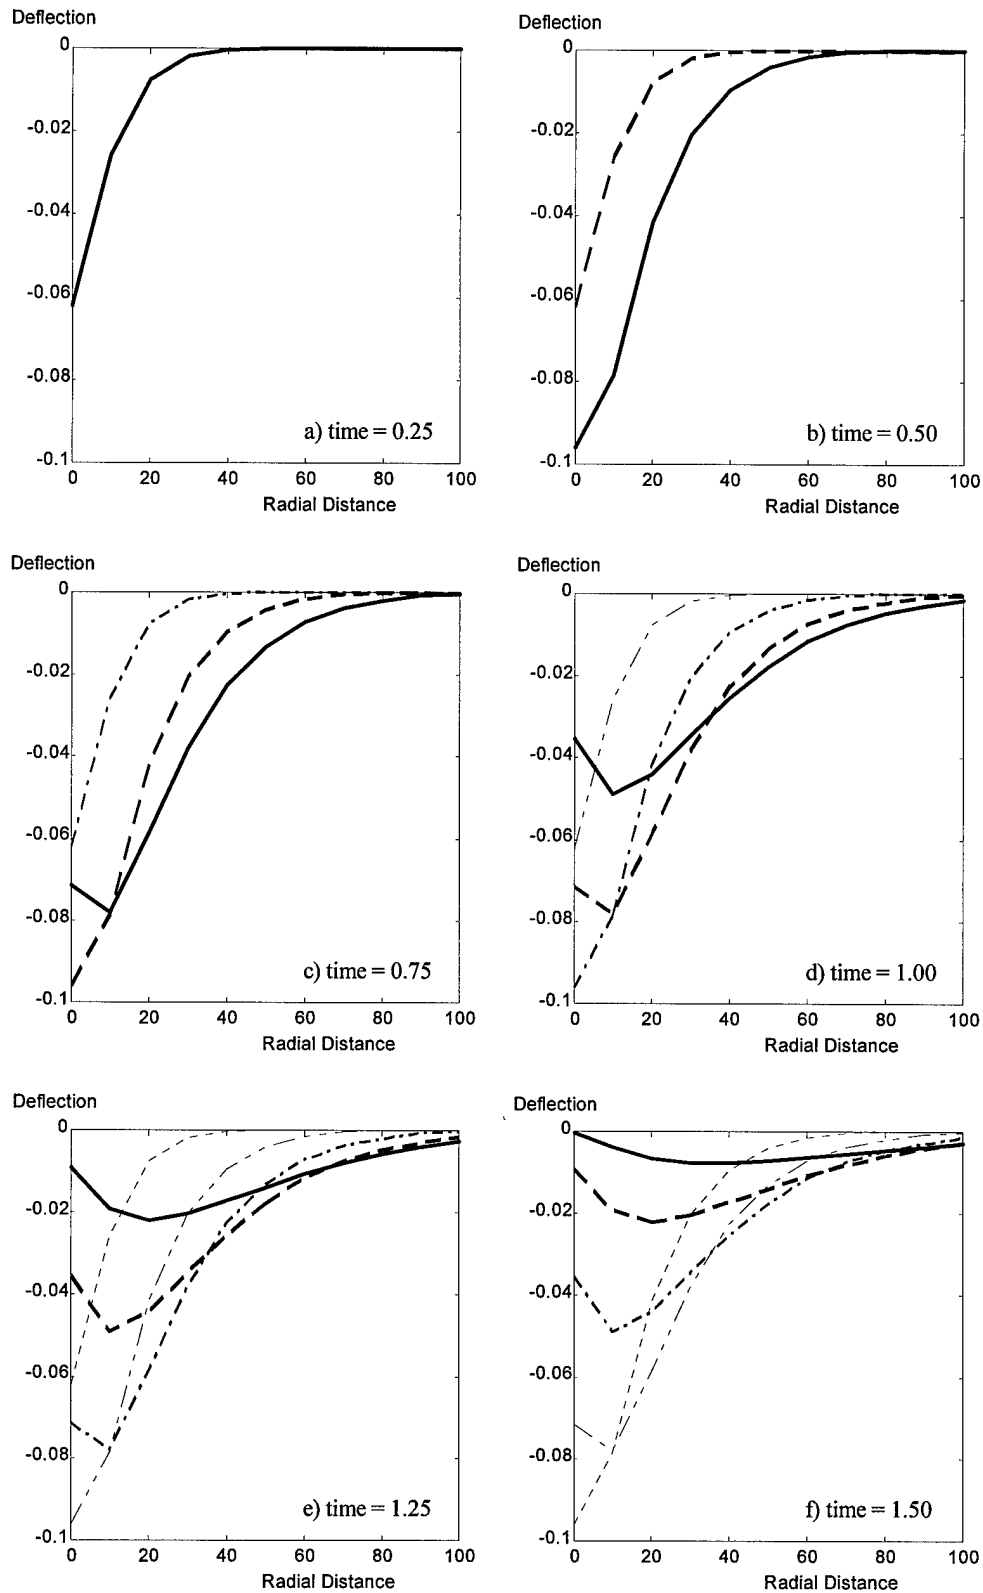 Deflection
0
-0.02
-0.04
-0.06
-0.08
-0.1
0 20 40 60 80 100
Radial Distance
a) time = 0.25
Deflection
0
-0.02
-0.04
-0.06
-0.08
-0.1
0 20 40 60 80 100
Radial Distance
b) time = 0.50
Deflection
0
-0.02
-0.04
-0.06
-0.08
-0.1
0 20 40 60 80 100
Radial Distance
c) time = 0.75
Deflection
0
-0.02
-0.04
-0.06
-0.08
-0.1
0 20 40 60 80 100
Radial Distance
d) time = 1.00
Deflection
0
-0.02
-0.04
-0.06
-0.08
-0.1
0 20 40 60 80 100
Radial Distance
e) time = 1.25
Deflection
0
-0.02
-0.04
-0.06
-0.08
-0.1
0 20 40 60 80 100
Radial Distance
f) time = 1.50